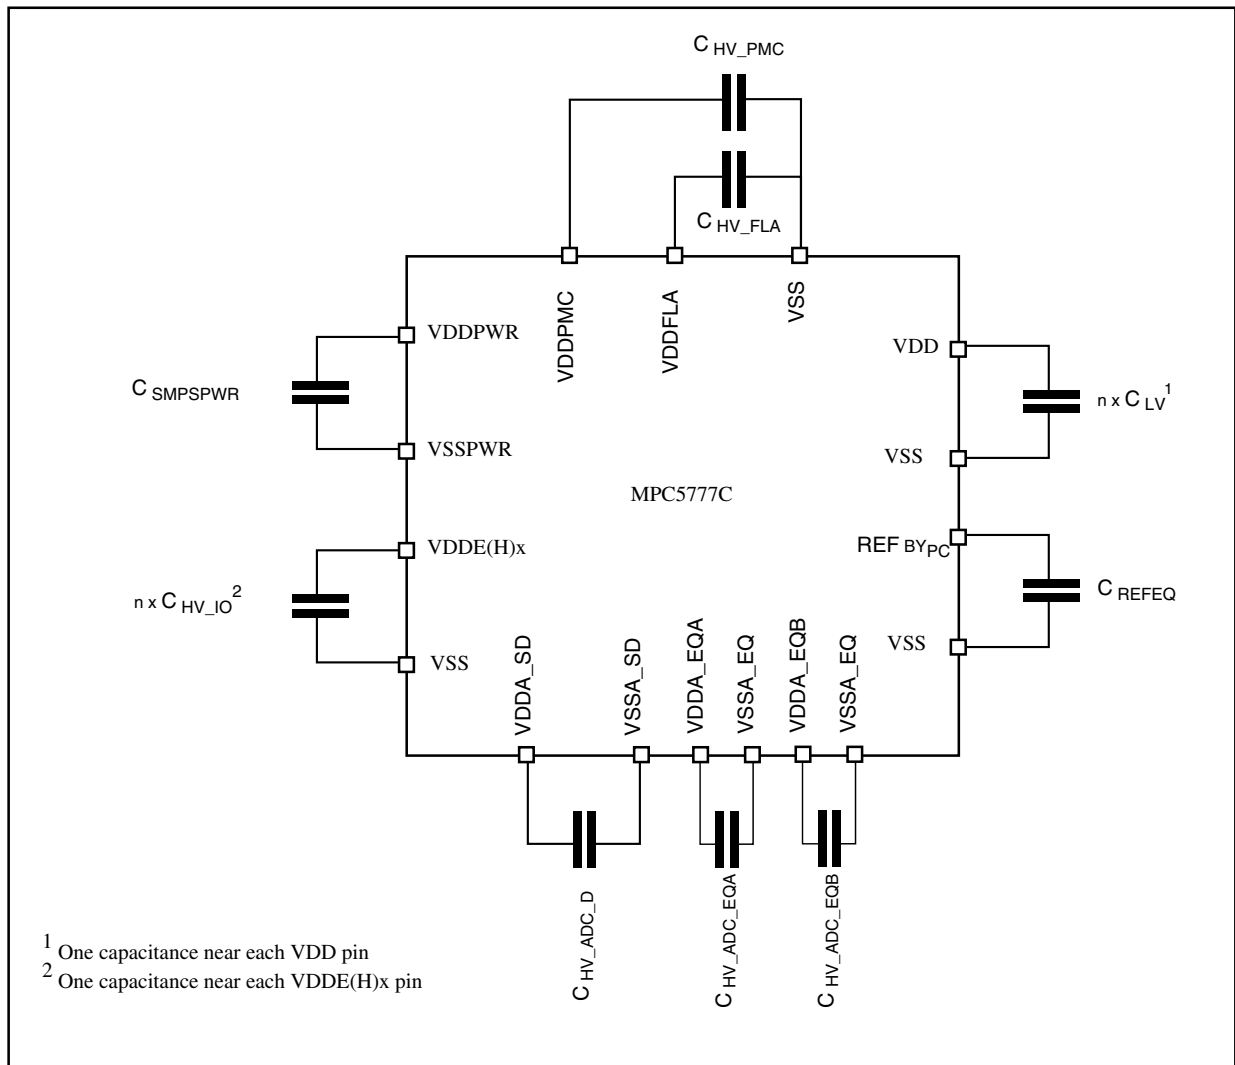 C HV_PMC
C HV_FLA
VDDPMC
VDDFLA
VSS
VDDPWR
VDD
C SMPSPWR
n x C LV 1
VSSPWR
VSS
MPC5777C
VDDE(H)x
REF BYPC
n x C HV_IO 2
C REFEQ
VSS
VSS
VDDA_SD
VSSA_SD
VDDA_EQA
VSSA_EQ
VDDA_EQB
VSSA_EQ
C HV_ADC_D
C HV_ADC_EQA
C HV_ADC_EQB
1 One capacitance near each VDD pin
2 One capacitance near each VDDE(H)x pin